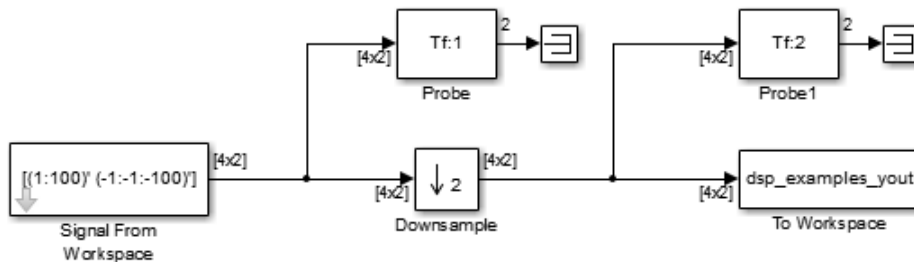 2
2
Tf:1
Tf:2
[4x2]
[4x2]
Probe
Probe1
[4x2]
[4x2]
[(1:100)' (-1:-1:-100)']
↓ 2
dsp_examples_yout
[4x2]
[4x2]
Signal From
Workspace
Downsample
To Workspace